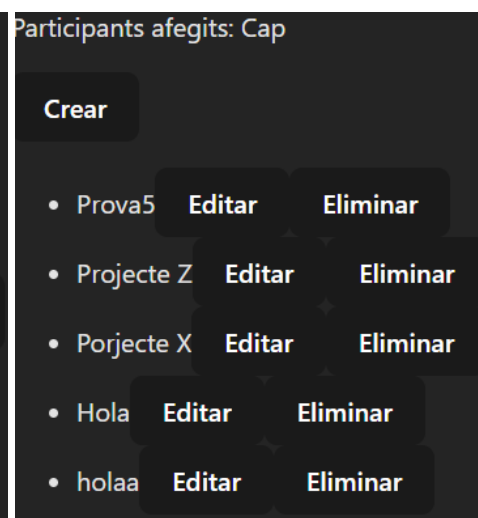 Participants afegits: Cap
Crear
Prova5 Editar Eliminar
Projecte Z Editar Eliminar
Porjecte X Editar Eliminar
Hola Editar Eliminar
holaa Editar Eliminar